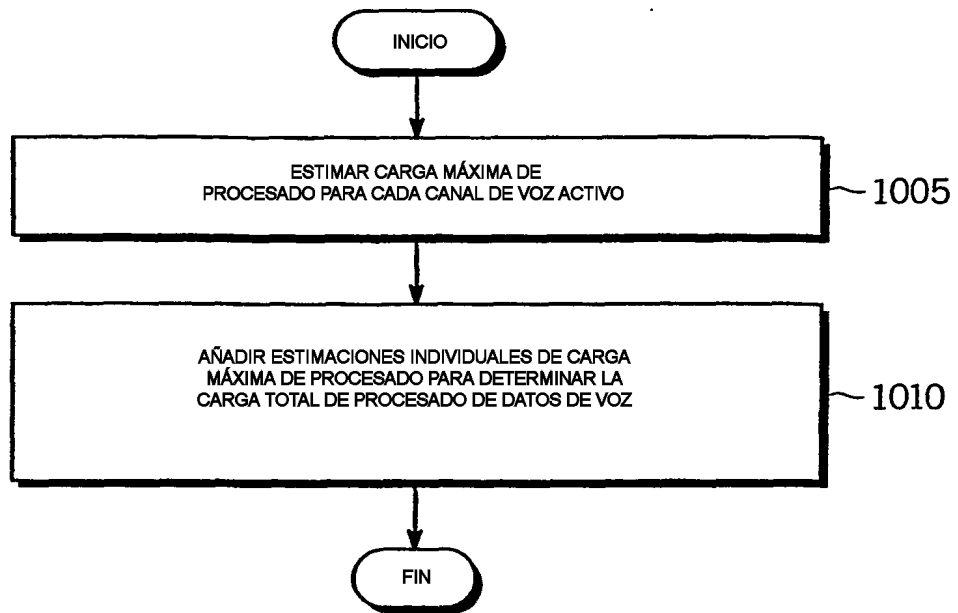 INICIO
ESTIMAR CARGA MÁXIMA DE
PROCESADO PARA CADA CANAL DE VOZ ACTIVO
1005
AÑADIR ESTIMACIONES INDIVIDUALES DE CARGA
MÁXIMA DE PROCESADO PARA DETERMINAR LA
CARGA TOTAL DE PROCESADO DE DATOS DE VOZ
1010
FIN